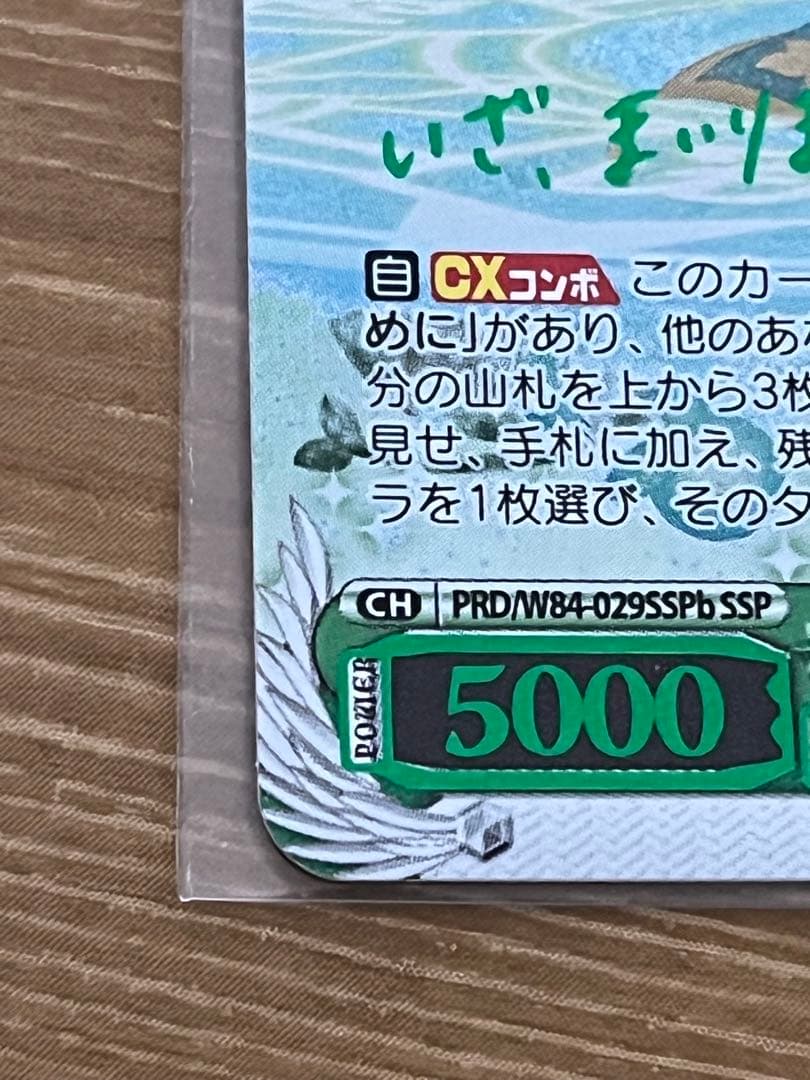 いざ、まいりま
自 CXコンボ このカー
めに」があり、他のあ
分の山札を上から3枚
見せ、手札に加え、残
ラを1枚選び、そのタ
CH PRD/W84-029SSPb SSP
POWER 5000